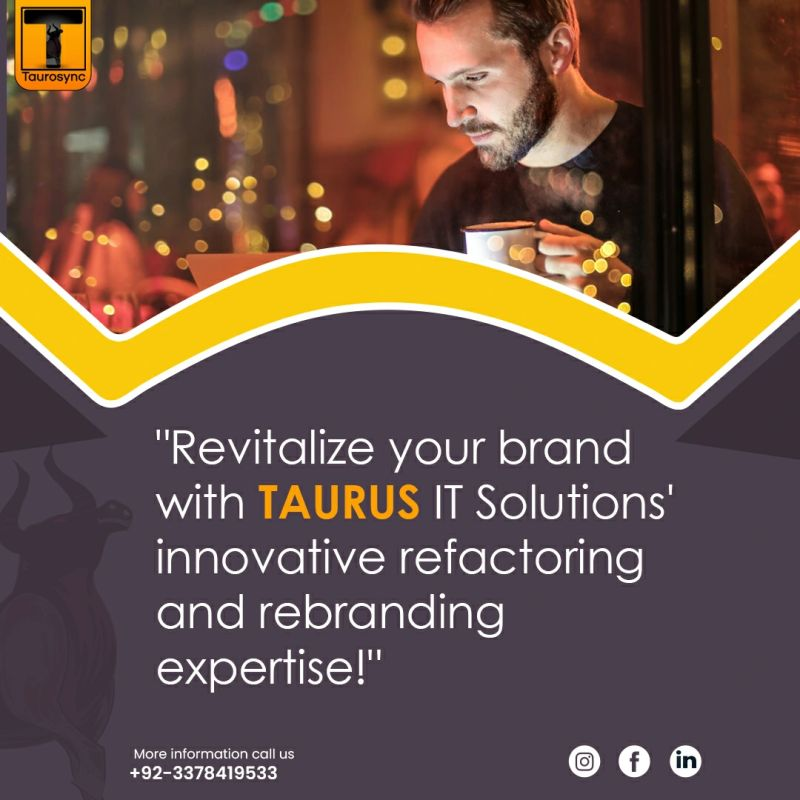 T
Taurosync
"Revitalize your brand
with TAURUS IT Solutions'
innovative refactoring
and rebranding
expertise!"
More information call us
+92-3378419533
f
in